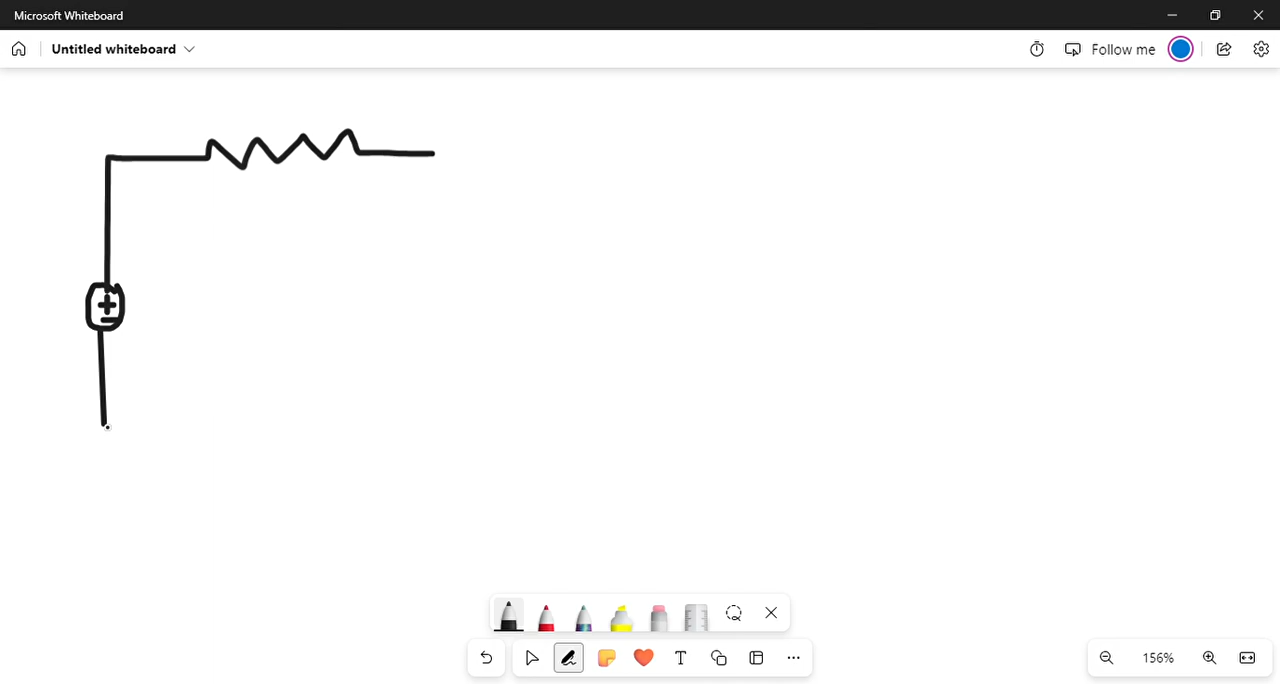 Microsoft Whiteboard
Untitled whiteboard
Follow me
+
−
T
156%